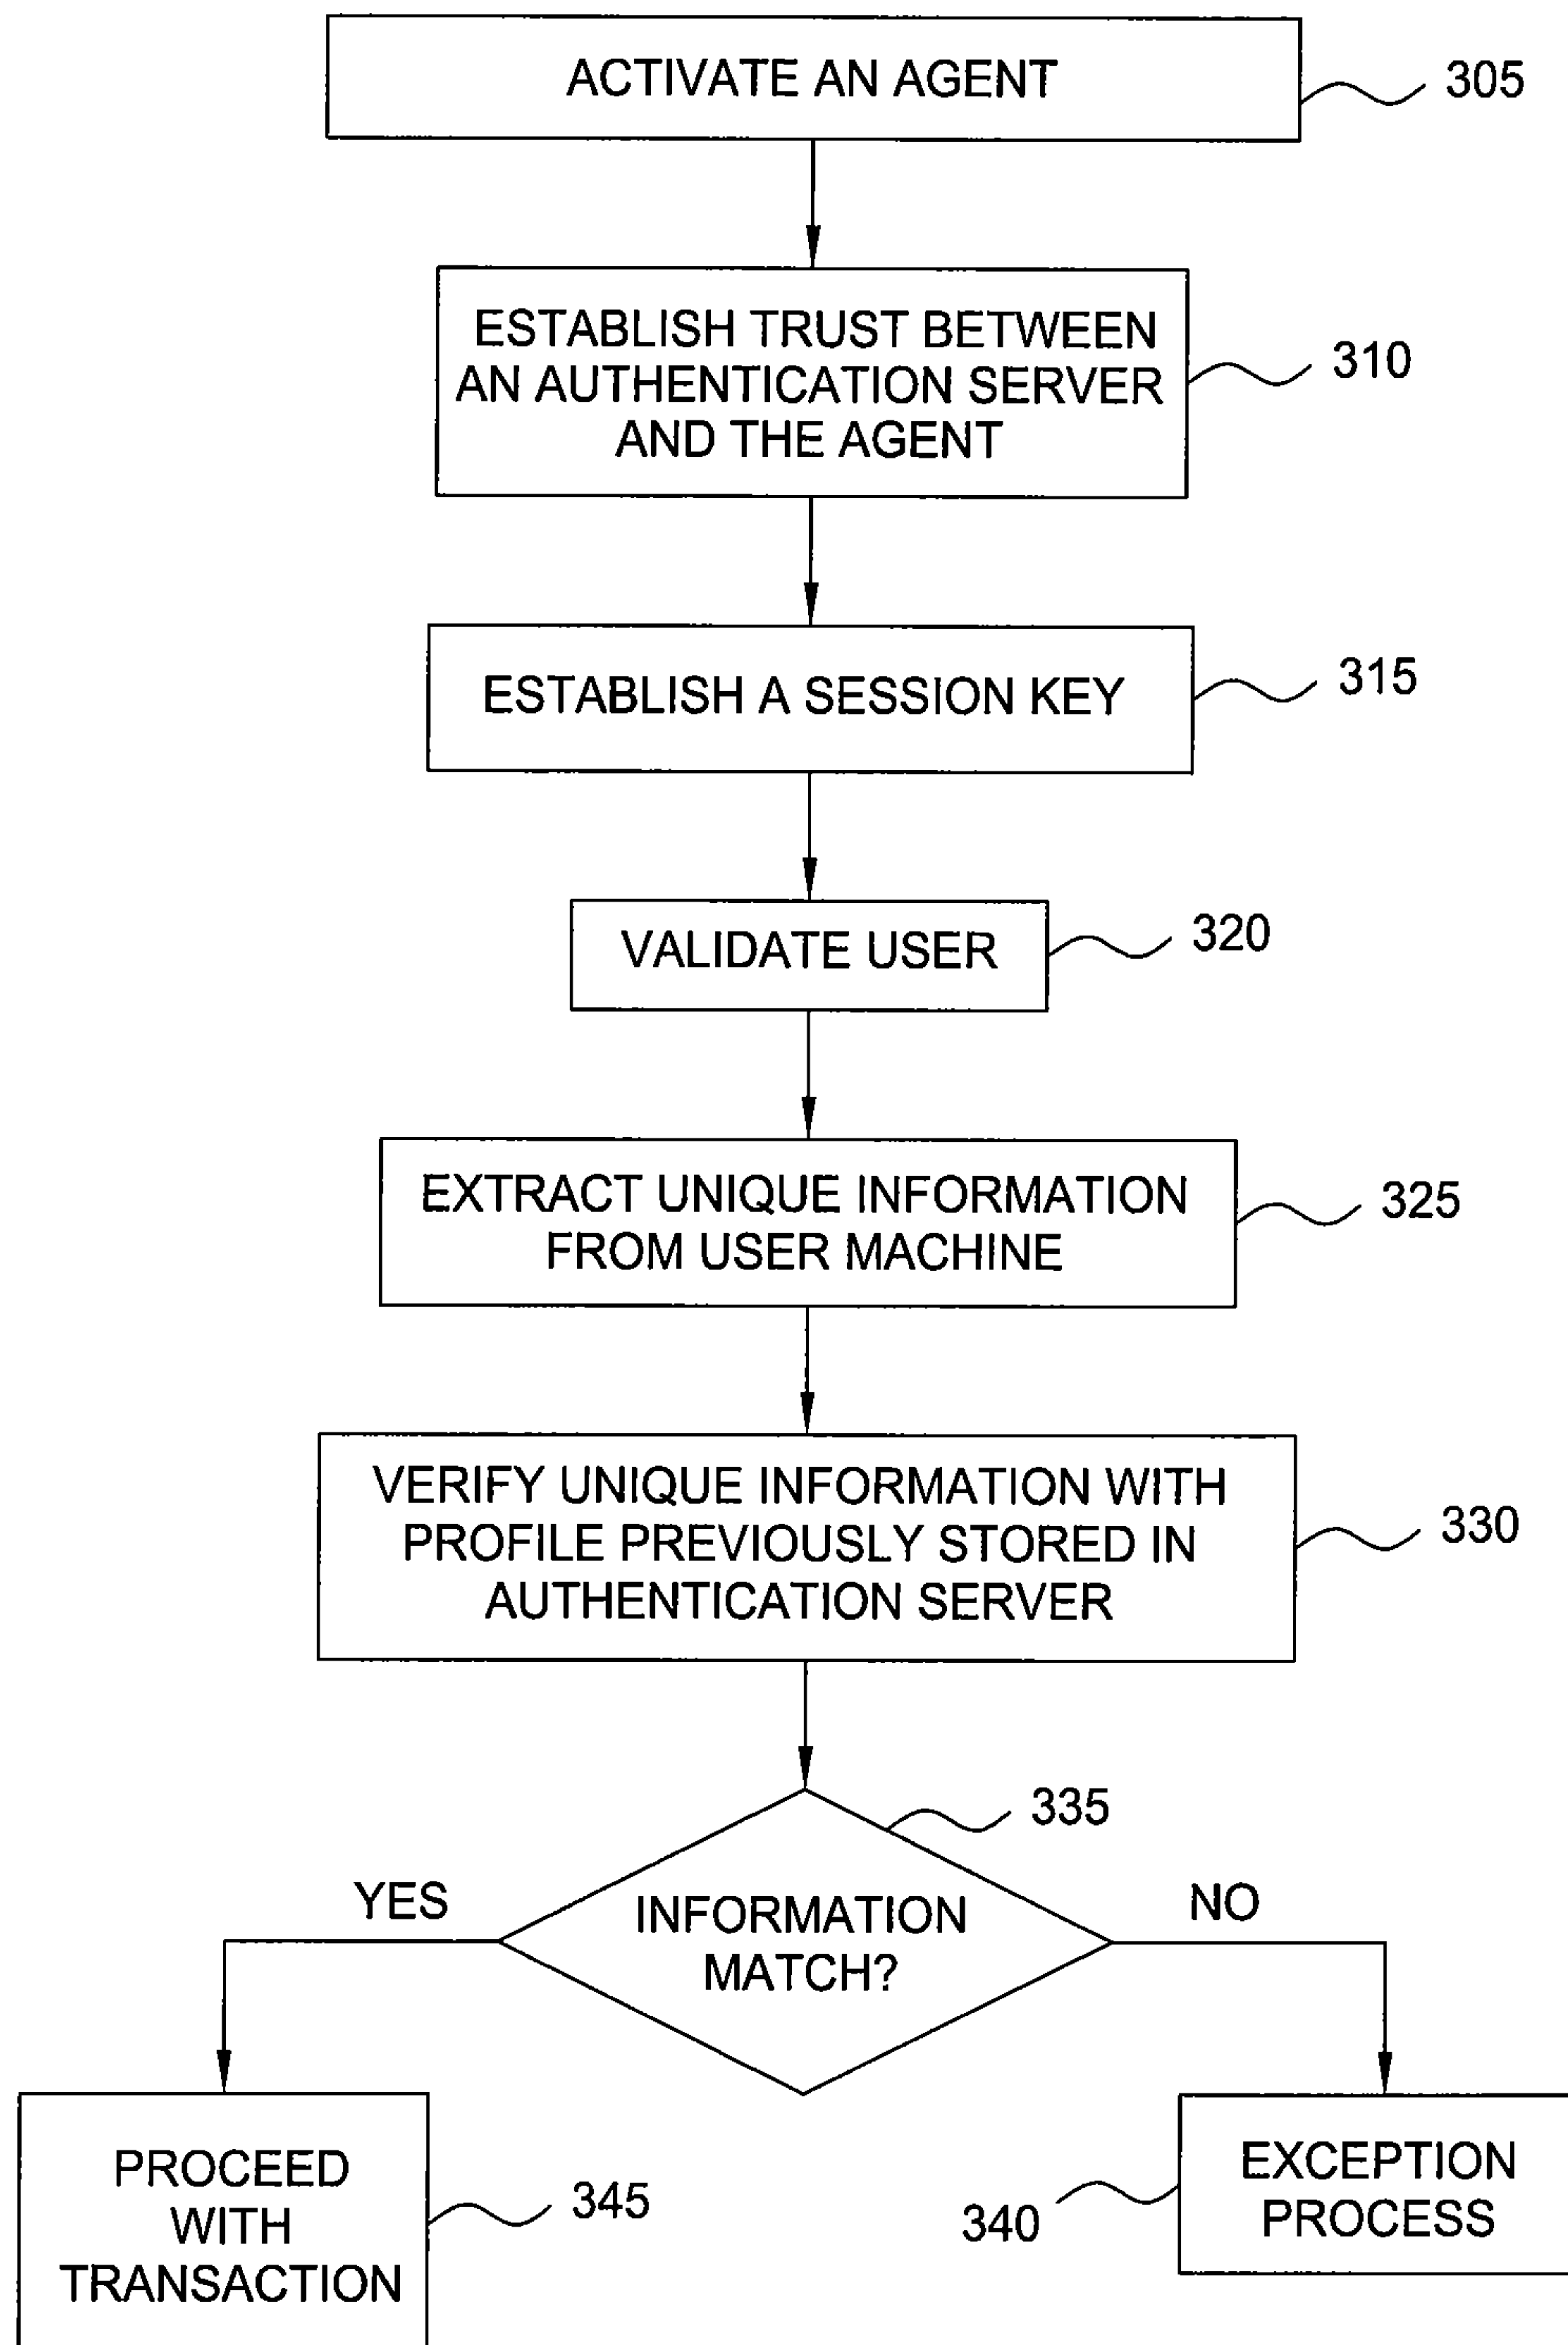 ACTIVATE AN AGENT
305
ESTABLISH TRUST BETWEEN
AN AUTHENTICATION SERVER
AND THE AGENT
310
ESTABLISH A SESSION KEY
315
VALIDATE USER
320
EXTRACT UNIQUE INFORMATION
FROM USER MACHINE
325
VERIFY UNIQUE INFORMATION WITH
PROFILE PREVIOUSLY STORED IN
AUTHENTICATION SERVER
330
335
YES
INFORMATION
MATCH?
NO
PROCEED
WITH
TRANSACTION
345
340
EXCEPTION
PROCESS